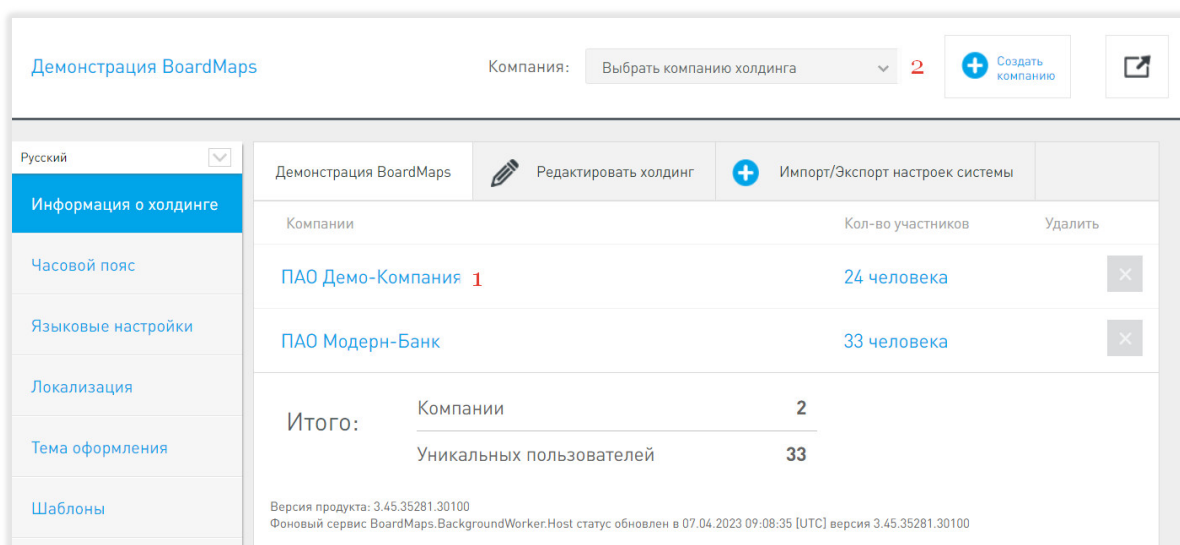 Демонстрация BoardMaps
Компания:
Выбрать компанию холдинга
2
Создать
компанию
Русский
Демонстрация BoardMaps
Редактировать холдинг
Импорт/Экспорт настроек системы
Информация о холдинге
Компании
Кол-во участников
Удалить
Часовой пояс
ПАО Демо-Компания
1
24 человека
Языковые настройки
ПАО Модерн-Банк
33 человека
Локализация
Итого:
Компании
2
Тема оформления
Уникальных пользователей
33
Шаблоны
Версия продукта: 3.45.35281.30100
Фоновый сервис BoardMaps.BackgroundWorker.Host статус обновлен в 07.04.2023 09:08:35 [UTC] версия 3.45.35281.30100